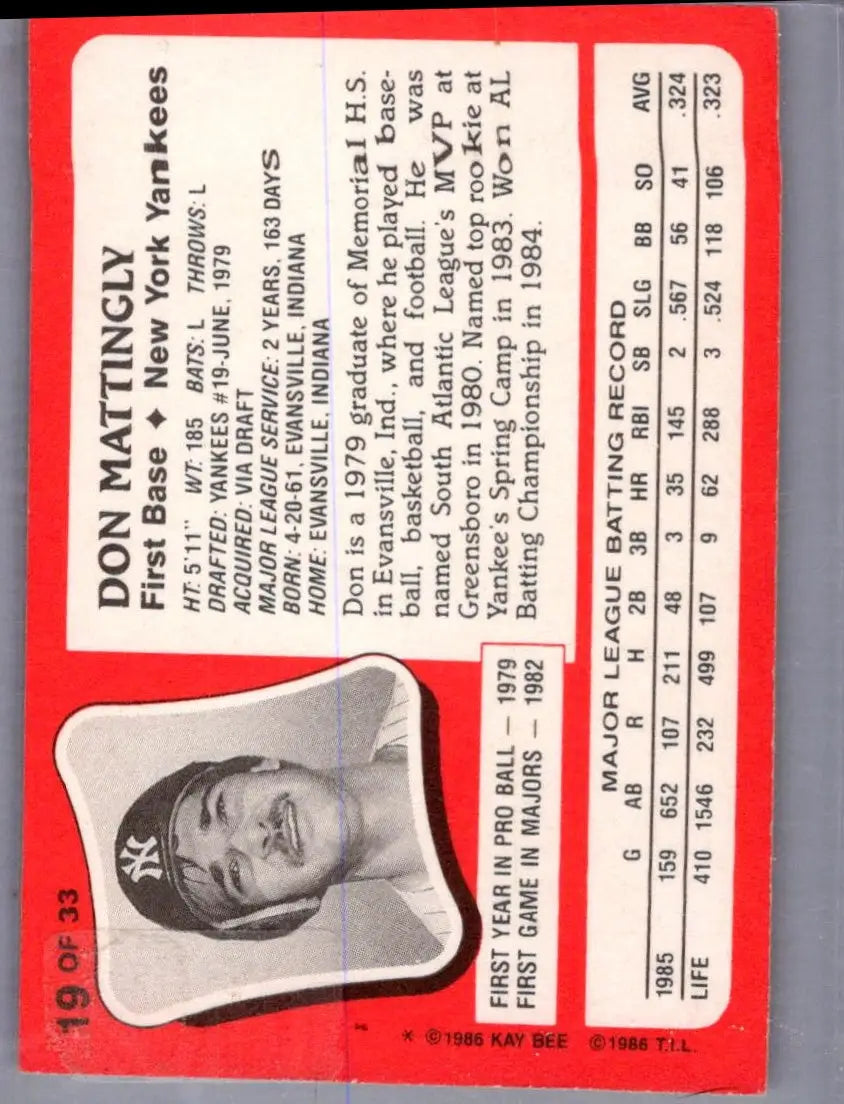 19 OF 33
NY
DON MATTINGLY
First Base ♦ New York Yankees
HT: 5'11" WT: 185 BATS: L THROWS: L
DRAFTED: YANKEES #19-JUNE, 1979
ACQUIRED: VIA DRAFT
MAJOR LEAGUE SERVICE: 2 YEARS, 163 DAYS
BORN: 4-20-61, EVANSVILLE, INDIANA
HOME: EVANSVILLE, INDIANA
Don is a 1979 graduate of Memorial H.S.
in Evansville, Ind., where he played base-
ball, basketball, and football. He was
named South Atlantic League's MVP at
Greensboro in 1980. Named top rookie at
Yankee's Spring Camp in 1983. Won AL
Batting Championship in 1984.
FIRST YEAR IN PRO BALL — 1979
FIRST GAME IN MAJORS — 1982
MAJOR LEAGUE BATTING RECORD
G AB R H 2B 3B HR RBI SB SLG BB SO AVG
1985 159 652 107 211 48 3 35 145 2 .567 56 41 .324
LIFE 410 1546 232 499 107 9 62 288 3 .524 118 106 .323
* ©1986 KAY BEE ©1986 T.I.L.